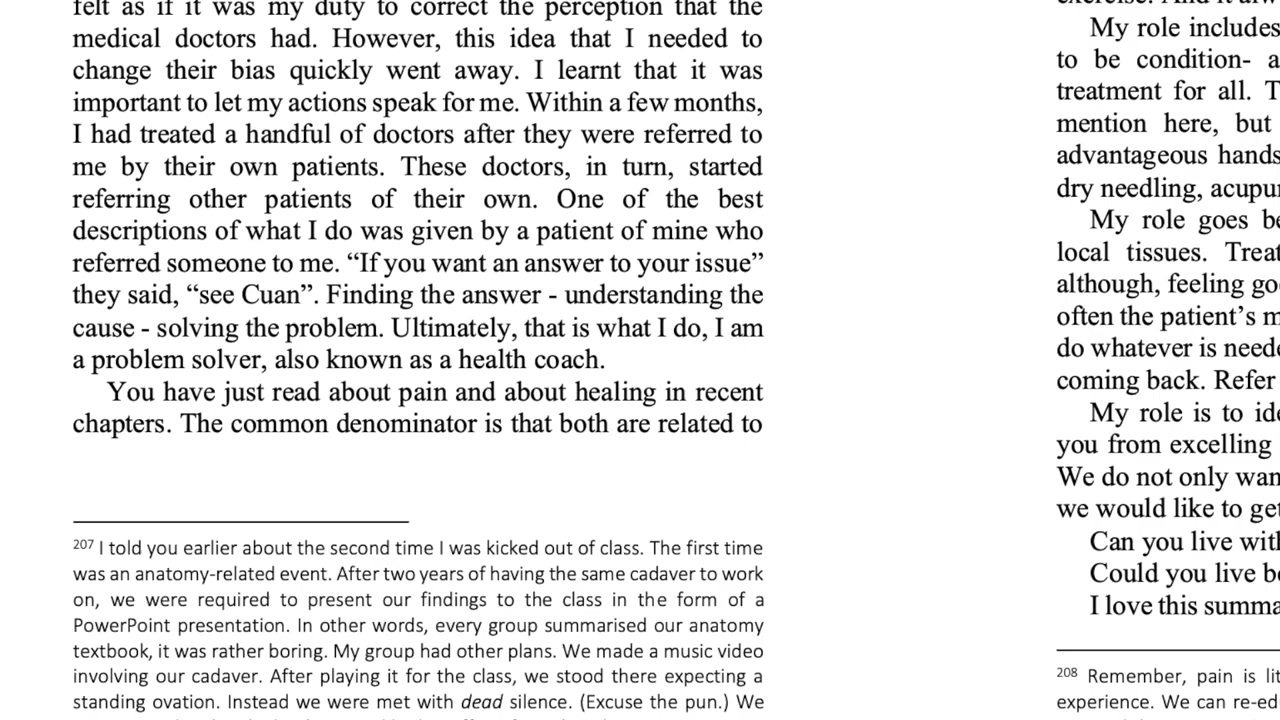 felt as if it was my duty to correct the perception that the
medical doctors had. However, this idea that I needed to
change their bias quickly went away. I learnt that it was
important to let my actions speak for me. Within a few months,
I had treated a handful of doctors after they were referred to
me by their own patients. These doctors, in turn, started
referring other patients of their own. One of the best
descriptions of what I do was given by a patient of mine who
referred someone to me. “If you want an answer to your issue”
they said, “see Cuan”. Finding the answer - understanding the
cause - solving the problem. Ultimately, that is what I do, I am
a problem solver, also known as a health coach.
You have just read about pain and about healing in recent
chapters. The common denominator is that both are related to
207 I told you earlier about the second time I was kicked out of class. The first time
was an anatomy-related event. After two years of having the same cadaver to work
on, we were required to present our findings to the class in the form of a
PowerPoint presentation. In other words, every group summarised our anatomy
textbook, it was rather boring. My group had other plans. We made a music video
involving our cadaver. After playing it for the class, we stood there expecting a
standing ovation. Instead we were met with dead silence. (Excuse the pun.) We
My role includes
to be condition- a
treatment for all. T
mention here, but
advantageous hands
dry needling, acupu
My role goes be
local tissues. Treat
although, feeling go
often the patient’s m
do whatever is neede
coming back. Refer
My role is to ide
you from excelling
We do not only wan
we would like to get
Can you live with
Could you live be
I love this summa
208 Remember, pain is lit
experience. We can re-ed